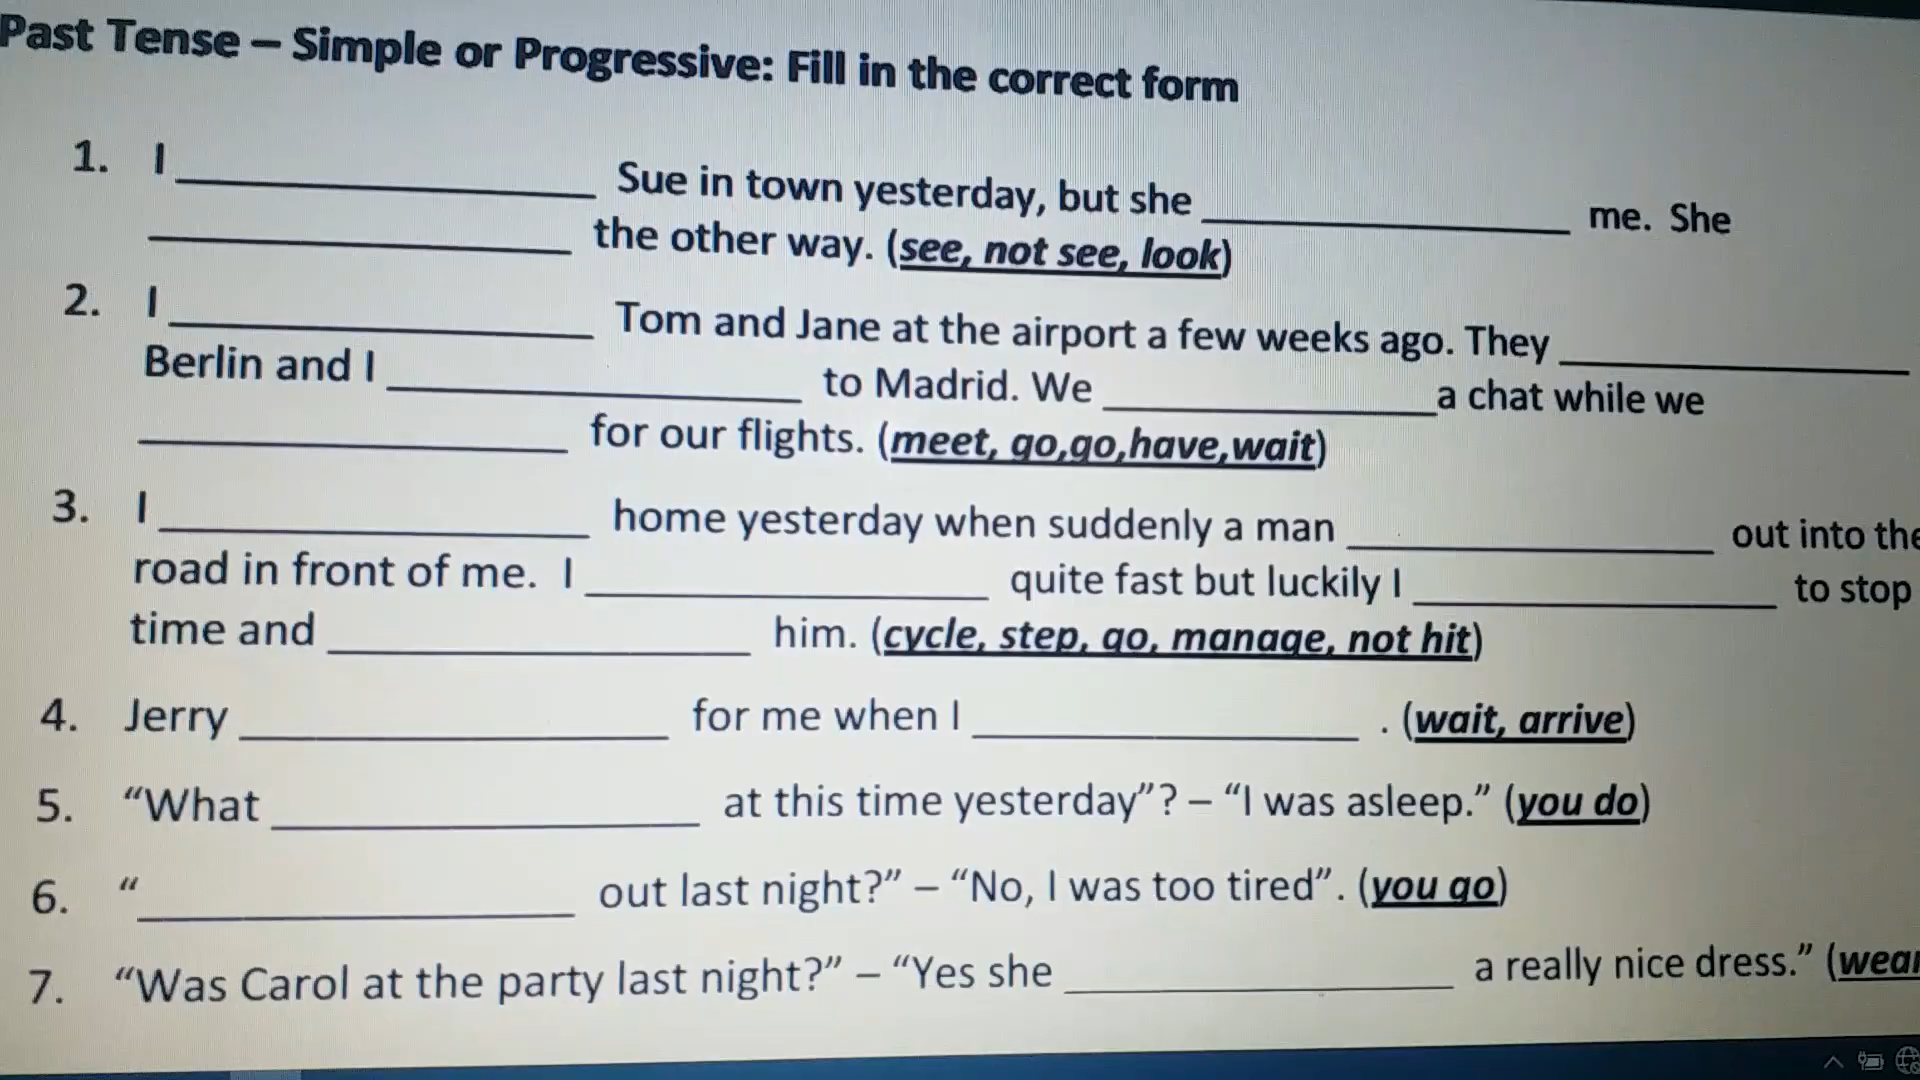 Past Tense – Simple or Progressive: Fill in the correct form
1. I ____________ Sue in town yesterday, but she ____________ me. She
____________ the other way. (see, not see, look)
2. I ____________ Tom and Jane at the airport a few weeks ago. They ____________
Berlin and I ____________ to Madrid. We ____________ a chat while we
____________ for our flights. (meet, go,go,have,wait)
3. I ____________ home yesterday when suddenly a man ____________ out into the
road in front of me. I ____________ quite fast but luckily I ____________ to stop
time and ____________ him. (cycle, step, go, manage, not hit)
4. Jerry ____________ for me when I ____________ . (wait, arrive)
5. “What ____________ at this time yesterday”? – “I was asleep.” (you do)
6. “____________ out last night?” – “No, I was too tired”. (you go)
7. “Was Carol at the party last night?” – “Yes she ____________ a really nice dress.” (wear